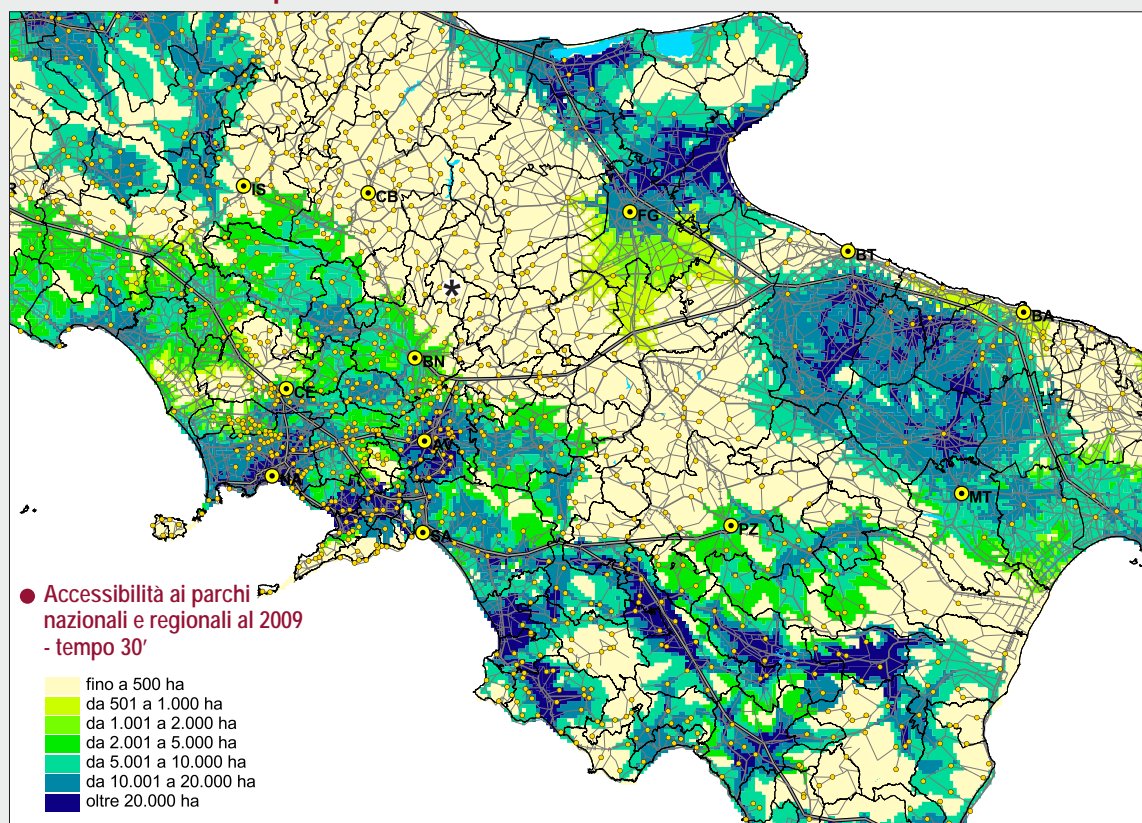 IS
CB
FG
BT
*
BA
BN
CE
AV
NA
MT
SA
PZ
● Accessibilità ai parchi
nazionali e regionali al 2009
- tempo 30'
fino a 500 ha
da 501 a 1.000 ha
da 1.001 a 2.000 ha
da 2.001 a 5.000 ha
da 5.001 a 10.000 ha
da 10.001 a 20.000 ha
oltre 20.000 ha